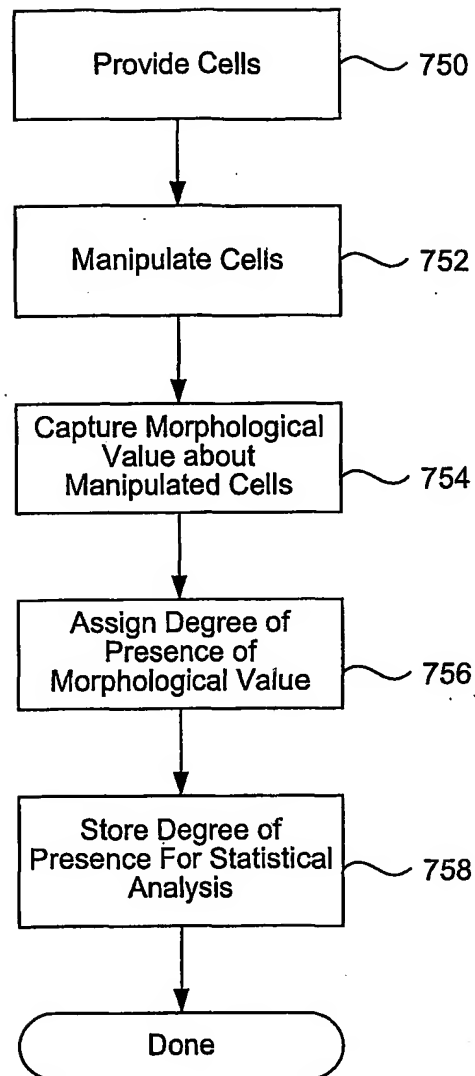 Provide Cells
750
Manipulate Cells
752
Capture Morphological
Value about
Manipulated Cells
754
Assign Degree of
Presence of
Morphological Value
756
Store Degree of
Presence For Statistical
Analysis
758
Done